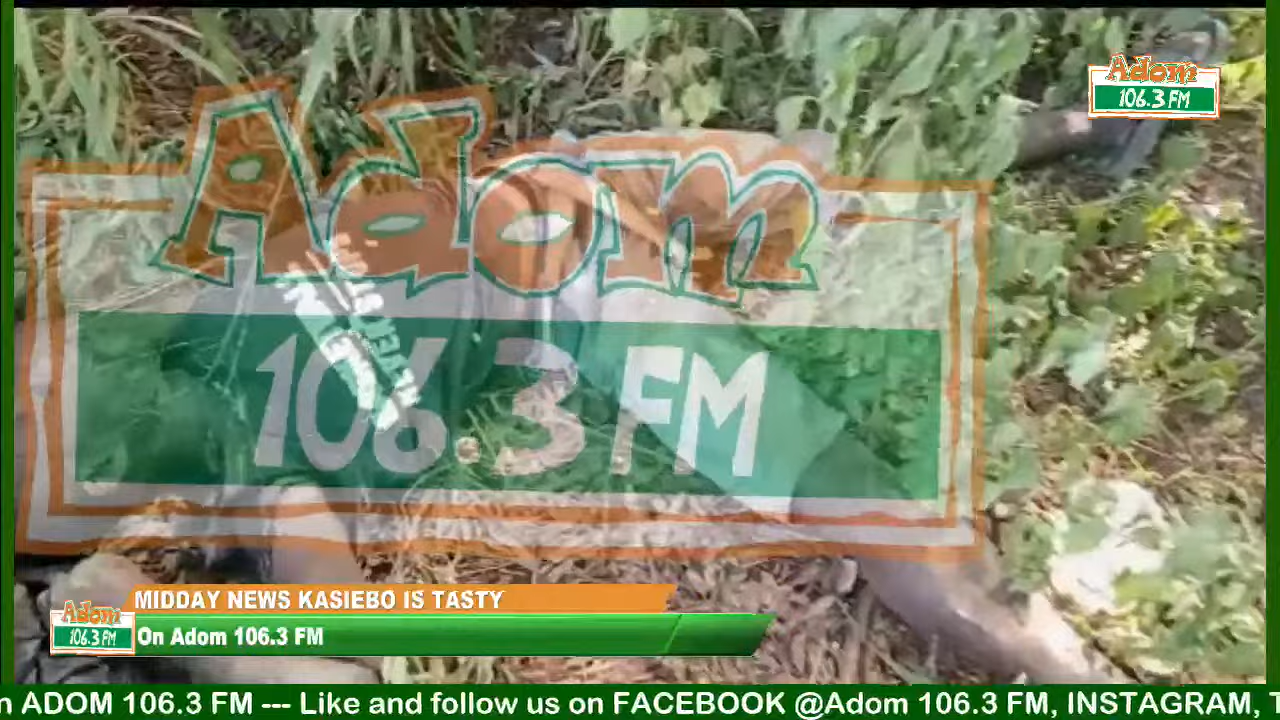 Adom
106.3 FM
Adom
106.3 FM
MIDDAY NEWS KASIEBO IS TASTY
Adom
106.3 FM
On Adom 106.3 FM
n ADOM 106.3 FM --- Like and follow us on FACEBOOK @Adom 106.3 FM, INSTAGRAM, T